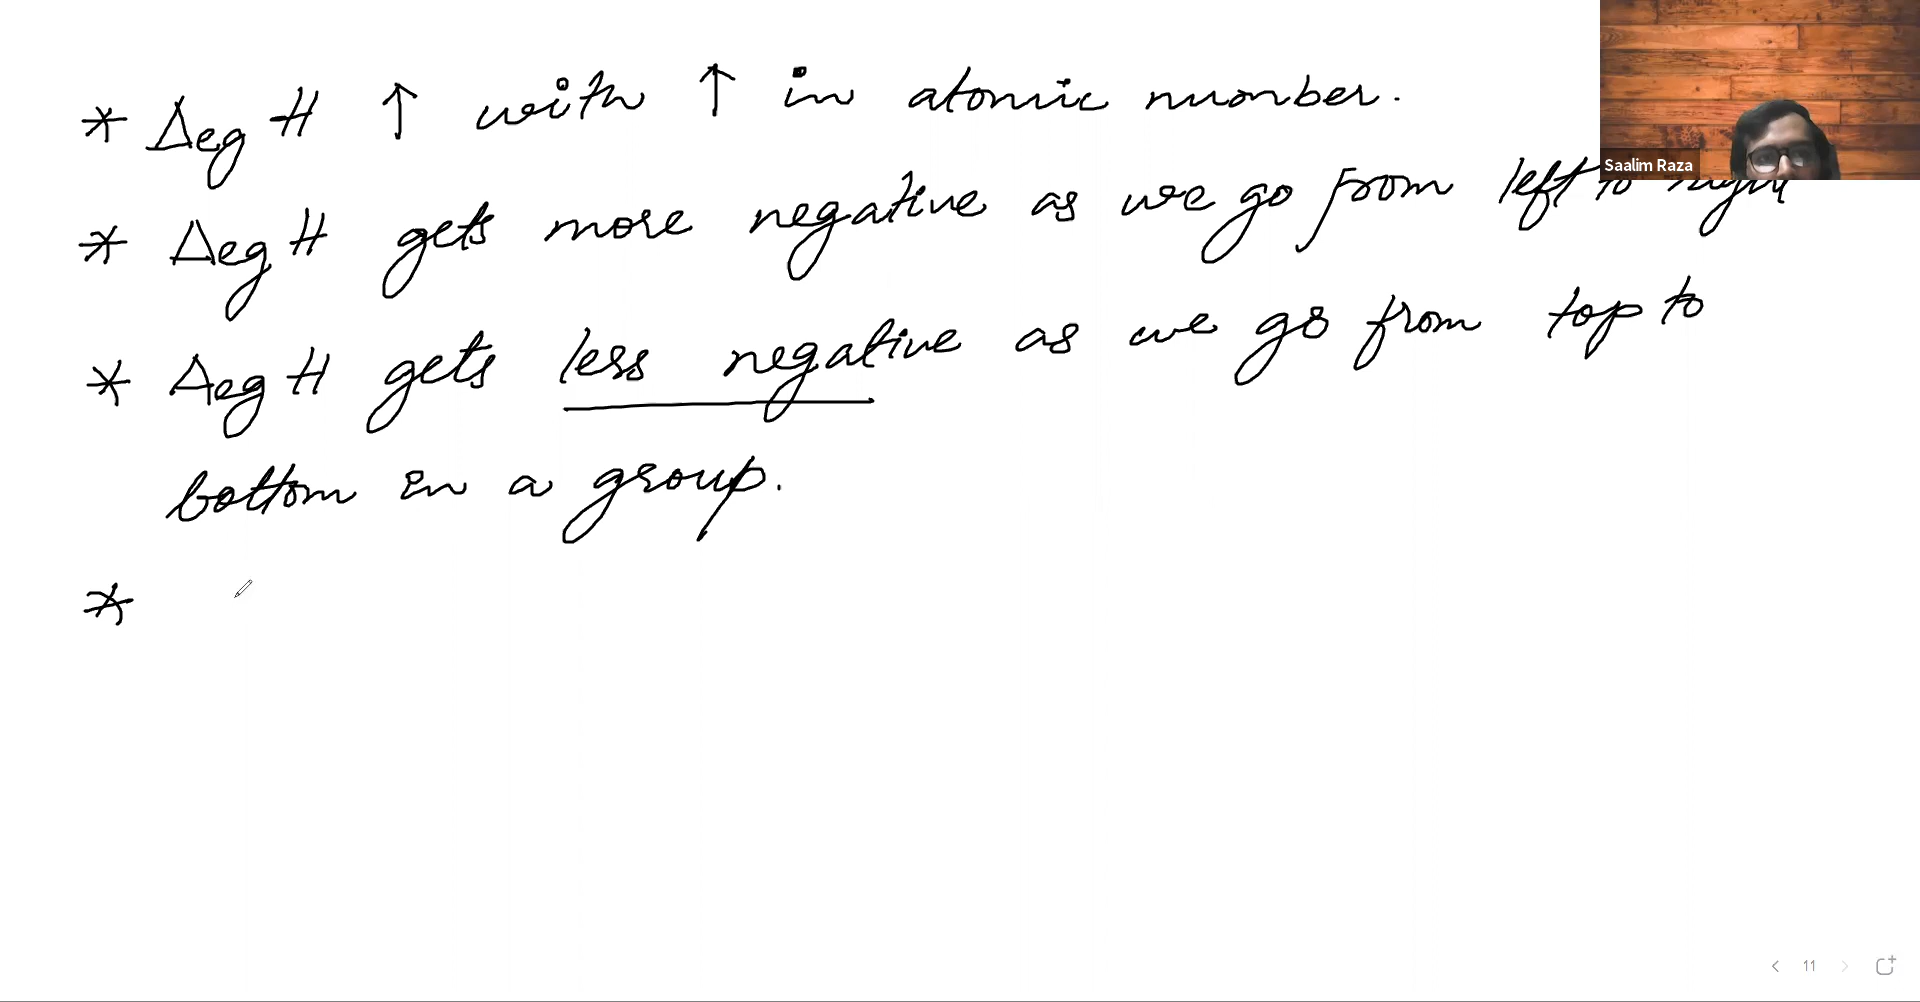 * ΔegH ↑ with ↑ in atomic number.
Saalim Raza
* ΔegH gets more negative as we go from left to right
* ΔegH gets less negative as we go from top to
bottom in a group.
*
< 11 >